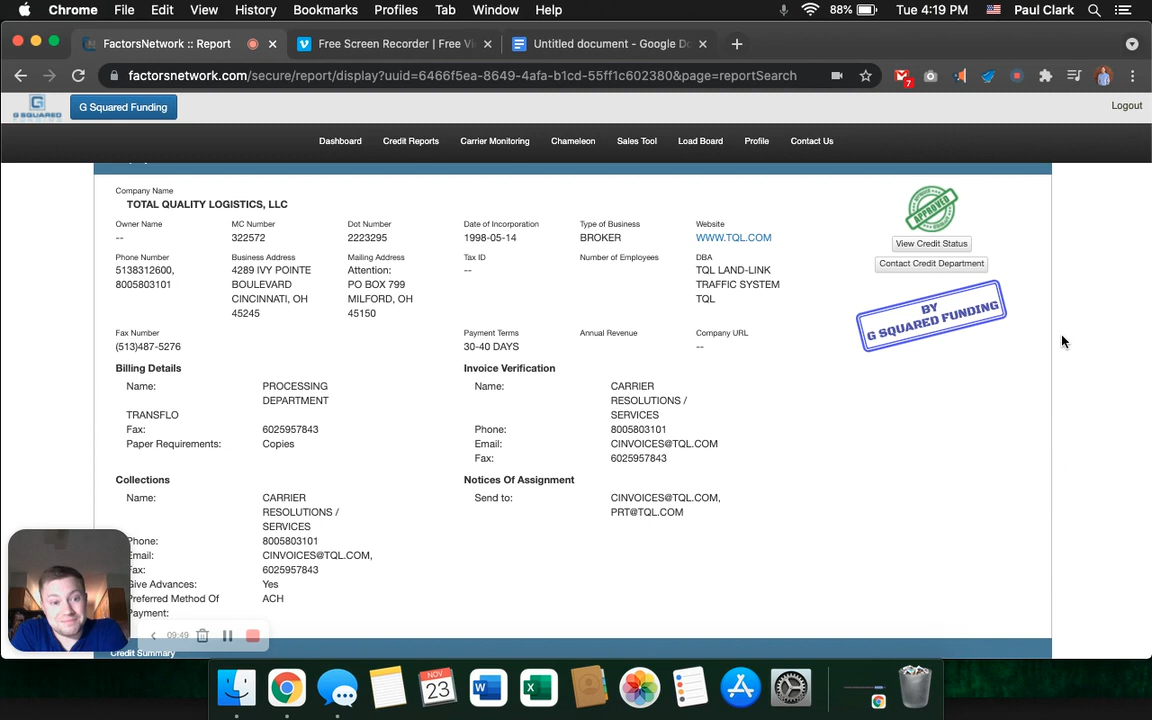 Chrome File Edit View History Bookmarks Profiles Tab Window Help 88% Tue 4:19 PM Paul Clark
FactorsNetwork :: Report Free Screen Recorder | Free Vi Untitled document - Google Do
factorsnetwork.com/secure/report/display?uuid=6466f5ea-8649-4afa-b1cd-55ff1c602380&page=reportSearch 7
G SQUARED
FUNDING
G Squared Funding
Logout
Dashboard Credit Reports Carrier Monitoring Chameleon Sales Tool Load Board Profile Contact Us
Company Name
TOTAL QUALITY LOGISTICS, LLC
Owner Name MC Number Dot Number Date of Incorporation Type of Business Website
-- 322572 2223295 1998-05-14 BROKER WWW.TQL.COM
Phone Number Business Address Mailing Address Tax ID Number of Employees DBA
5138312600, 4289 IVY POINTE Attention: -- TQL LAND-LINK
8005803101 BOULEVARD PO BOX 799 TRAFFIC SYSTEM
CINCINNATI, OH MILFORD, OH TQL
45245 45150
Fax Number Payment Terms Annual Revenue Company URL
(513)487-5276 30-40 DAYS --
APPROVED
View Credit Status
Contact Credit Department
BY
G SQUARED FUNDING
Billing Details
Name: PROCESSING
DEPARTMENT
TRANSFLO
Fax: 6025957843
Paper Requirements: Copies
Invoice Verification
Name: CARRIER
RESOLUTIONS /
SERVICES
Phone: 8005803101
Email: CINVOICES@TQL.COM
Fax: 6025957843
Collections
Name: CARRIER
RESOLUTIONS /
SERVICES
Phone: 8005803101
Email: CINVOICES@TQL.COM,
Fax: 6025957843
Give Advances: Yes
Preferred Method Of ACH
Payment:
Notices Of Assignment
Send to: CINVOICES@TQL.COM,
PRT@TQL.COM
09:49
Credit Summary
NOV
23
W
X